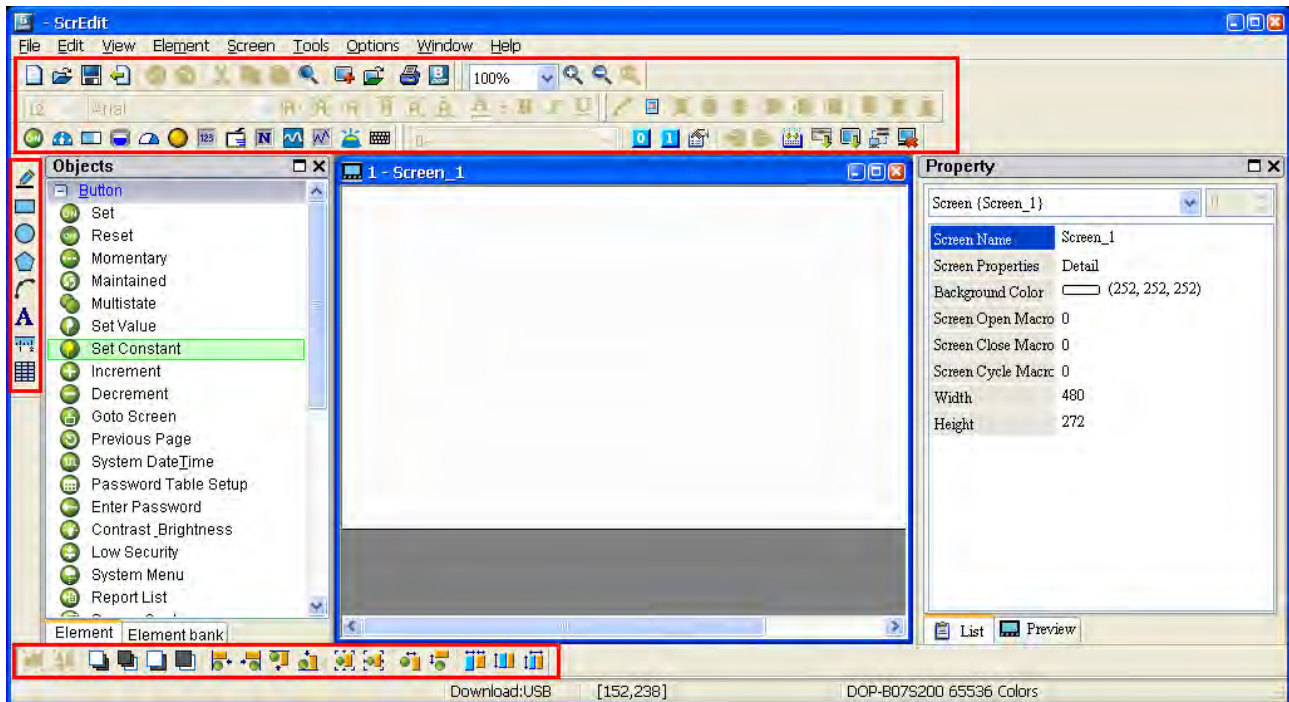 - ScrEdit
File Edit View Element Screen Tools Options Window Help
100%
12 Arial
0
Objects
Button
Set
Reset
Momentary
Maintained
Multistate
Set Value
Set Constant
Increment
Decrement
Goto Screen
Previous Page
System DateTime
Password Table Setup
Enter Password
Contrast_Brightness
Low Security
System Menu
Report List
Element Element bank
1 - Screen_1
Property
Screen {Screen_1} 0
Screen Name Screen_1
Screen Properties Detail
Background Color (252, 252, 252)
Screen Open Macro 0
Screen Close Macro 0
Screen Cycle Macro 0
Width 480
Height 272
List Preview
Download:USB [152,238] DOP-B07S200 65536 Colors